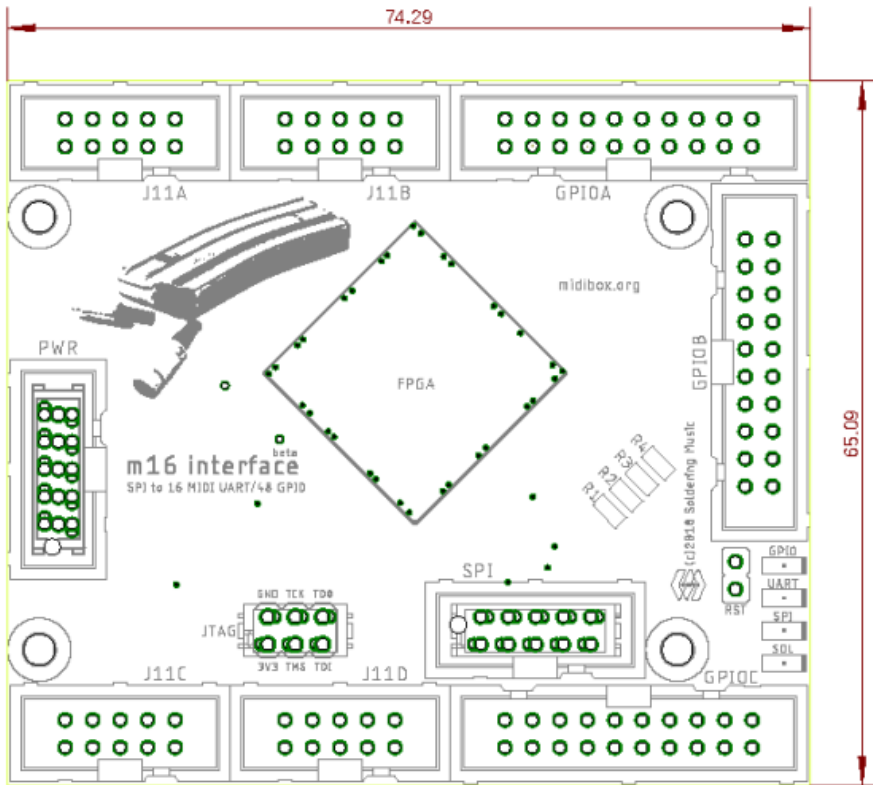 74.29
J11A
J11B
GPIOA
midibox.org
PWR
GPIOB
FPGA
65.09
beta
m16 interface
SPI to 16 MIDI UART/48 GPIO
R1
R2
R3
R4
(c)2018 Soldering Music
GPIO
UART
SPI
SOL
RST
SPI
GND TCK TDO
JTAG
3V3 TMS TDI
J11C
J11D
GPIOC